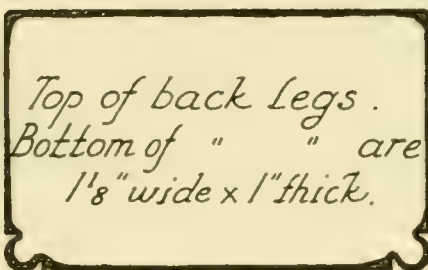 Top of back Legs.
Bottom of " " are
1⅛" wide x 1" thick.